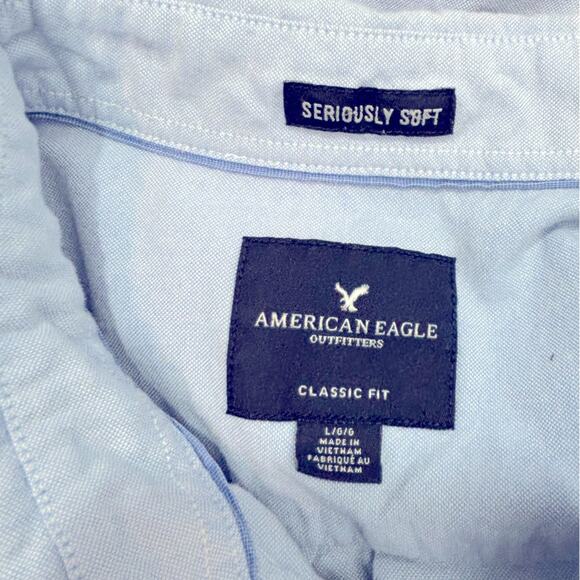 SERIOUSLY SOFT
AMERICAN EAGLE
OUTFITTERS
CLASSIC FIT
L/G/G
MADE IN
VIETNAM
FABRIQUÉ AU
VIETNAM